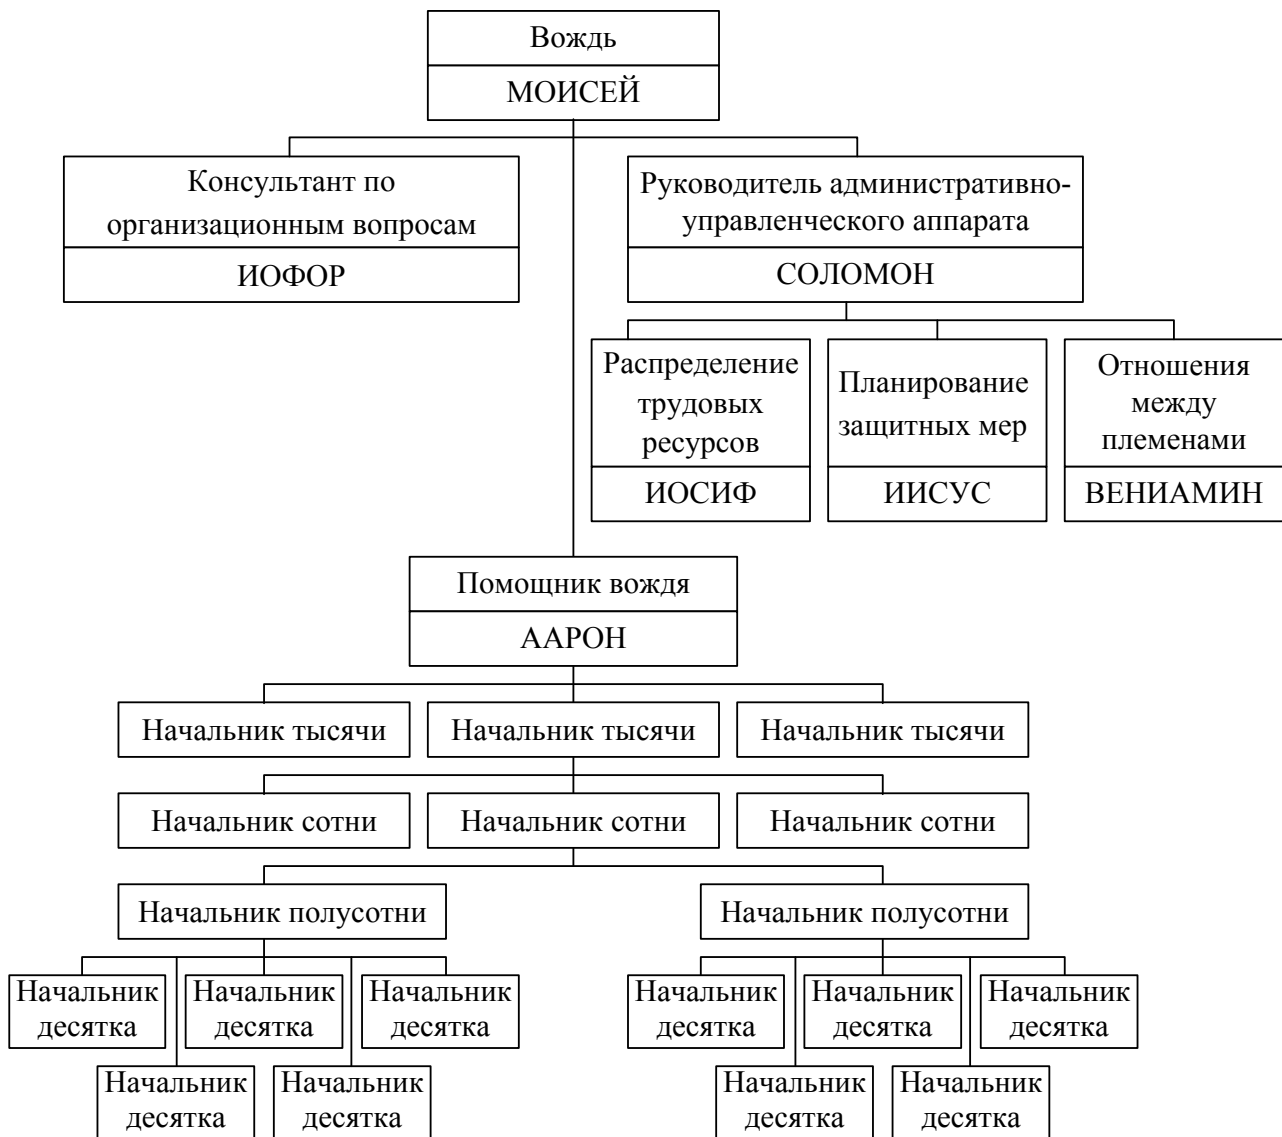 Вождь
МОИСЕЙ
Консультант по
организационным вопросам
ИОФОР
Руководитель административно-
управленческого аппарата
СОЛОМОН
Распределение
трудовых
ресурсов
ИОСИФ
Планирование
защитных мер
ИИСУС
Отношения
между
племенами
ВЕНИАМИН
Помощник вождя
ААРОН
Начальник тысячи
Начальник тысячи
Начальник тысячи
Начальник сотни
Начальник сотни
Начальник сотни
Начальник полусотни
Начальник полусотни
Начальник
десятка
Начальник
десятка
Начальник
десятка
Начальник
десятка
Начальник
десятка
Начальник
десятка
Начальник
десятка
Начальник
десятка
Начальник
десятка
Начальник
десятка